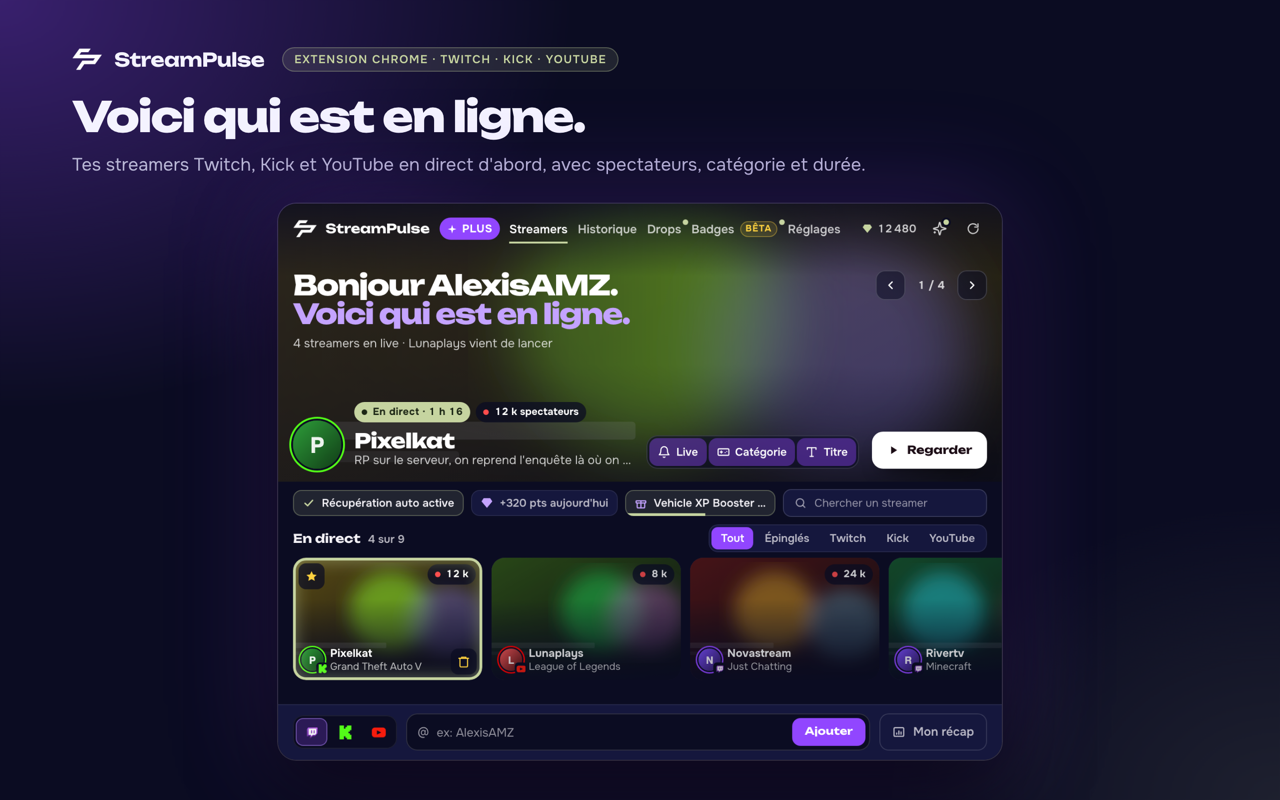 StreamPulse
EXTENSION CHROME · TWITCH · KICK · YOUTUBE
Voici qui est en ligne.
Tes streamers Twitch, Kick et YouTube en direct d'abord, avec spectateurs, catégorie et durée.
StreamPulse + PLUS Streamers Historique Drops Badges BÊTA Réglages 12 480
Bonjour AlexisAMZ.
1 / 4
Voici qui est en ligne.
4 streamers en live · Lunaplays vient de lancer
En direct · 1 h 16 12 k spectateurs
P
Pixelkat
RP sur le serveur, on reprend l'enquête là où on ...
Live Catégorie Titre Regarder
Récupération auto active +320 pts aujourd'hui Vehicle XP Booster ... Chercher un streamer
En direct 4 sur 9 Tout Épinglés Twitch Kick YouTube
12 k 8 k 24 k
P Pixelkat L Lunaplays N Novastream R Rivertv
Grand Theft Auto V League of Legends Just Chatting Minecraft
@ ex: AlexisAMZ Ajouter Mon récap